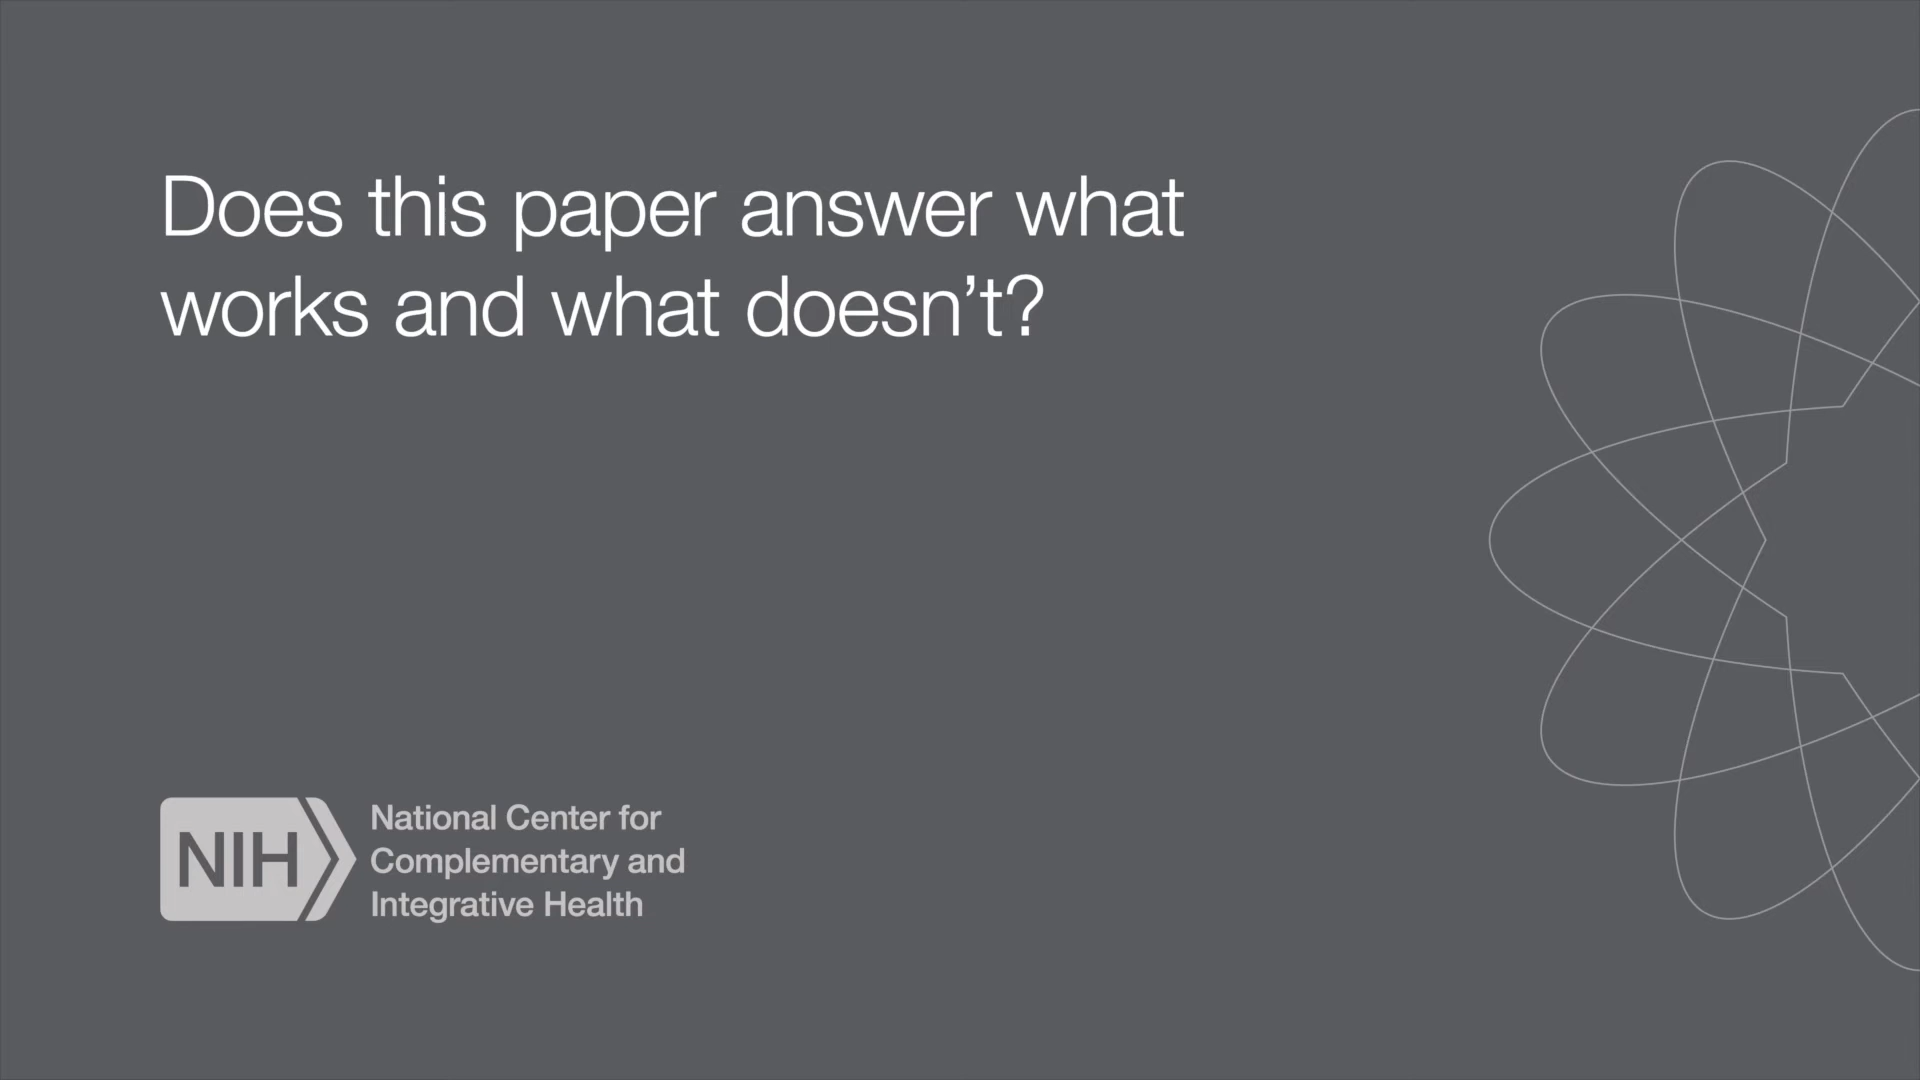 Does this paper answer what
works and what doesn’t?
NIH
National Center for
Complementary and
Integrative Health